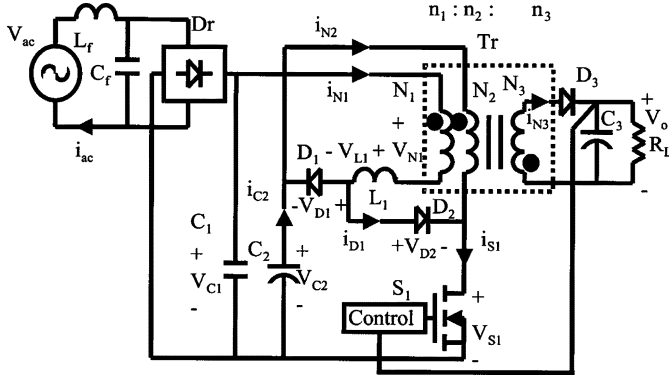 n1 : n2 : n3
Vac
Lf
Cf
Dr
iac
iN2
iN1
Tr
N1
N2
N3
iN3
D3
C3
+
Vo
RL
-
+
VN1
D1
- VL1 +
L1
-VD1 +
iD1
D2
+VD2 -
iS1
iC2
C1
+
VC1
-
C2
+
VC2
-
S1
Control
+
VS1
-